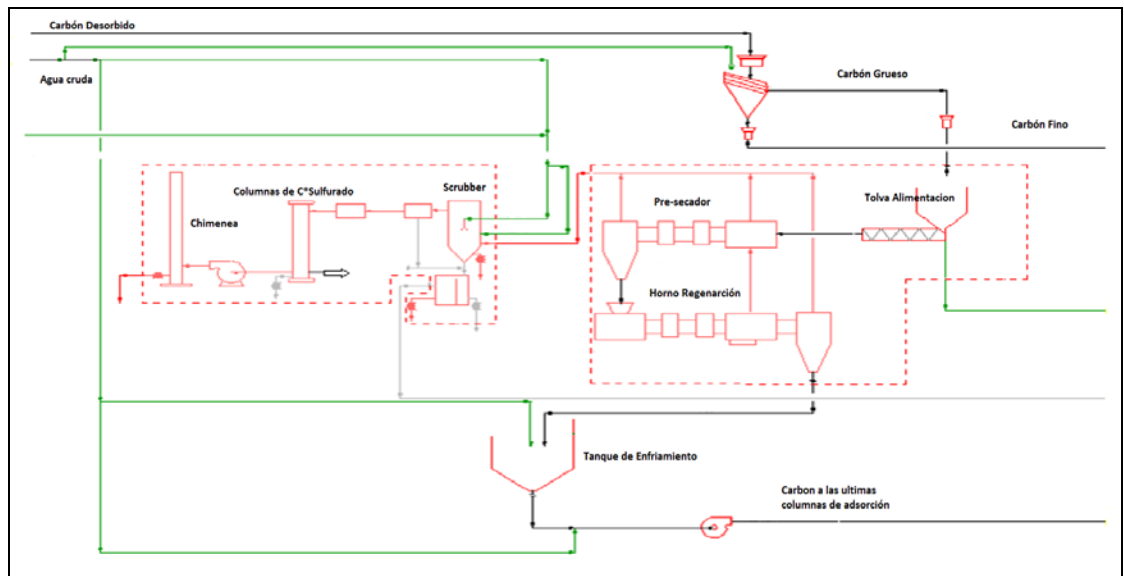 Carbón Desorbido
Agua cruda
Carbón Grueso
Carbón Fino
Columnas de C°Sulfurado
Scrubber
Chimenea
Pre-secador
Tolva Alimentacion
Horno Regenarción
Tanque de Enfriamiento
Carbon a las ultimas
columnas de adsorción